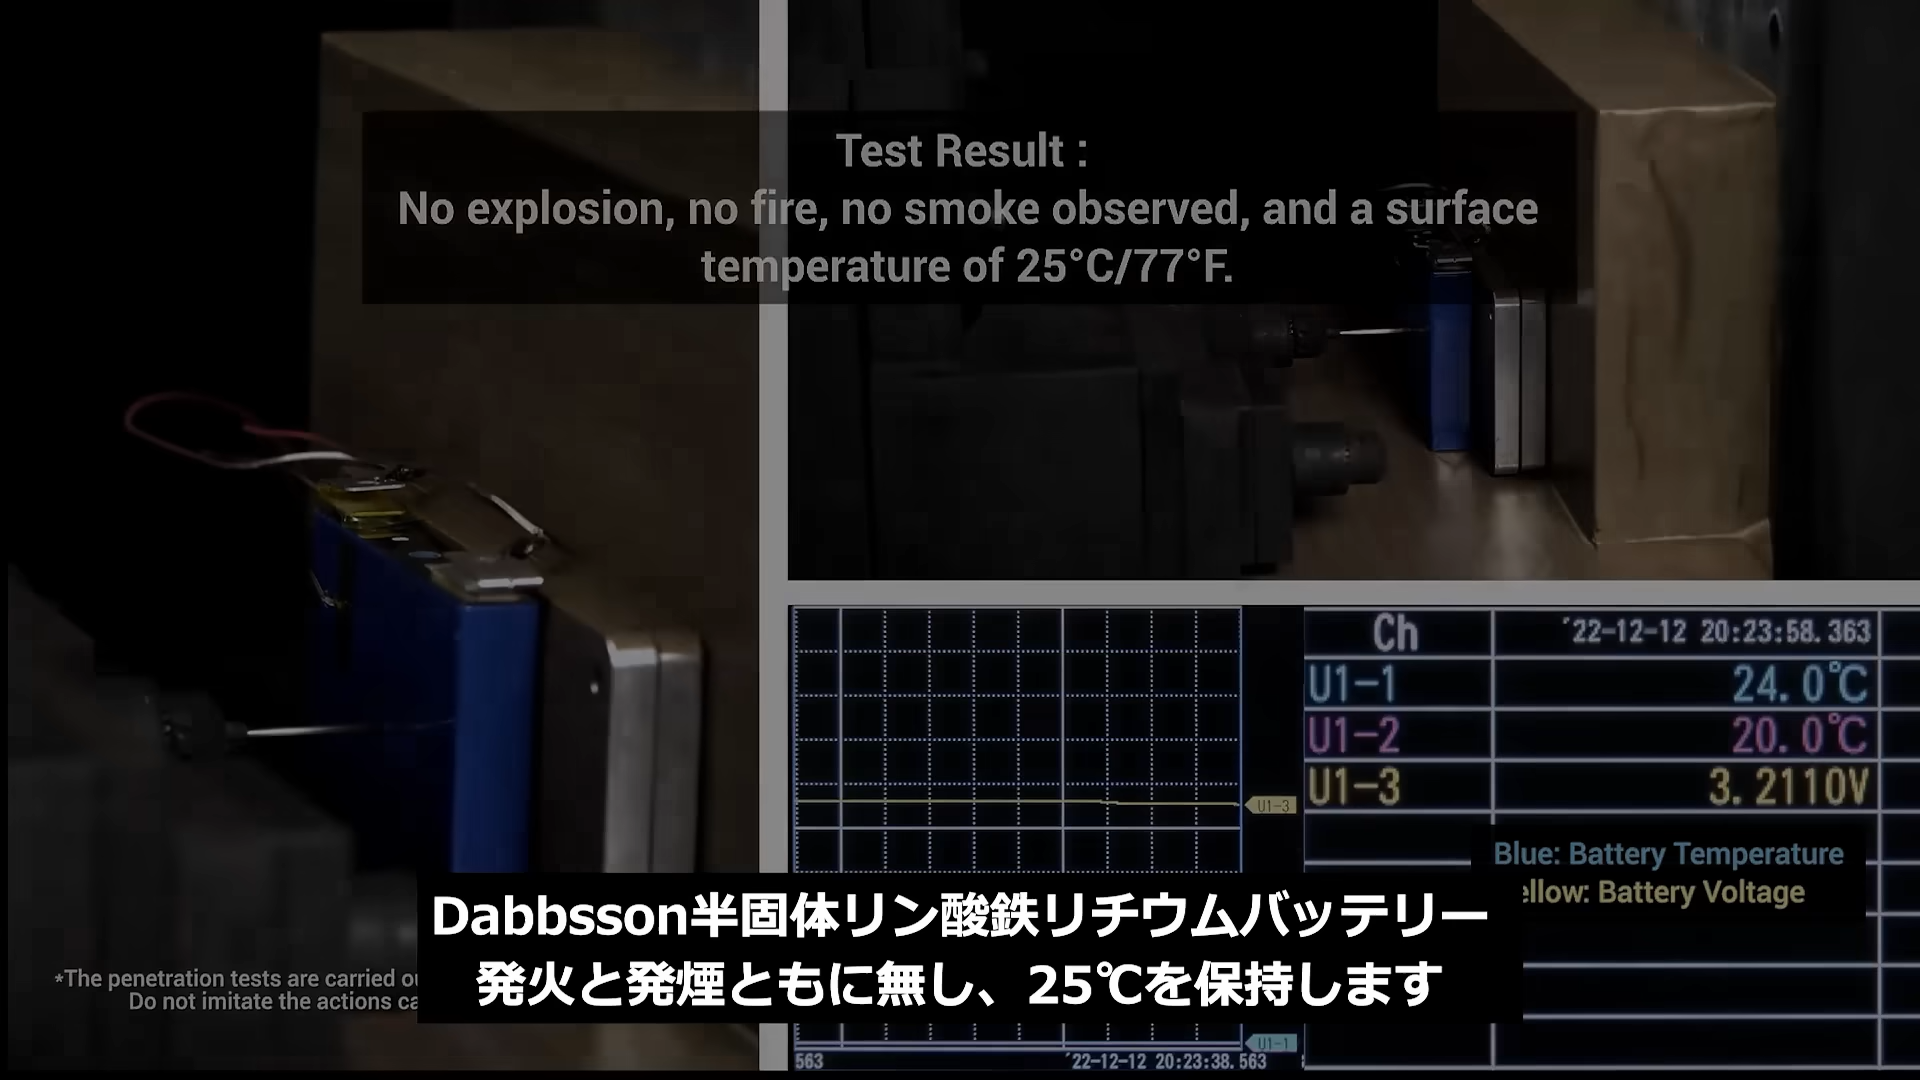 Test Result :
No explosion, no fire, no smoke observed, and a surface
temperature of 25°C/77°F.
Ch
'22-12-12 20:23:58.363
U1-1
24.0℃
U1-2
20.0℃
U1-3
3.2110V
U1-3
Blue: Battery Temperature
ellow: Battery Voltage
Dabbsson半固体リン酸鉄リチウムバッテリー
発火と発煙ともに無し、25℃を保持します
*The penetration tests are carried
Do not imitate the actions
U1-1
563
'22-12-12 20:23:38.563